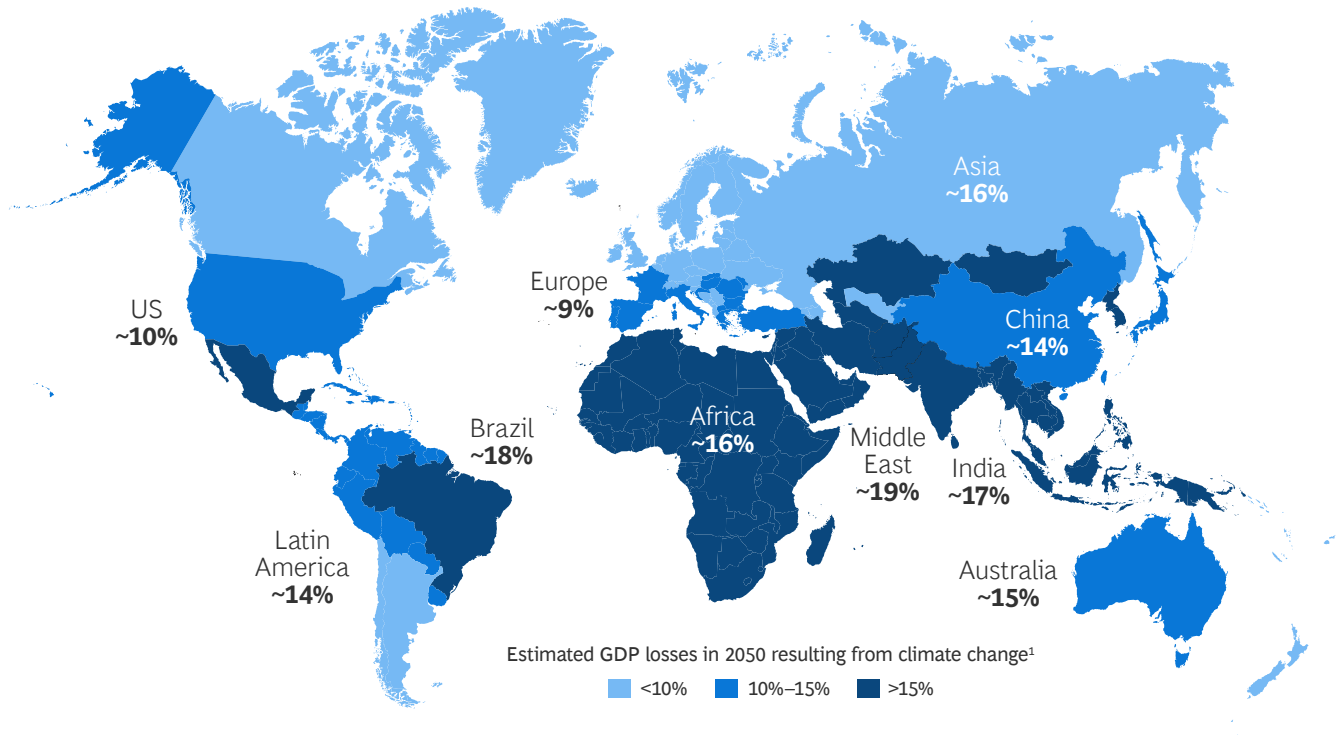 Asia
~16%
Europe
~9%
US
~10%
China
~14%
Africa
~16%
Brazil
~18%
Middle
East
~19%
India
~17%
Latin
America
~14%
Australia
~15%
Estimated GDP losses in 2050 resulting from climate change¹
<10% 10%–15% >15%